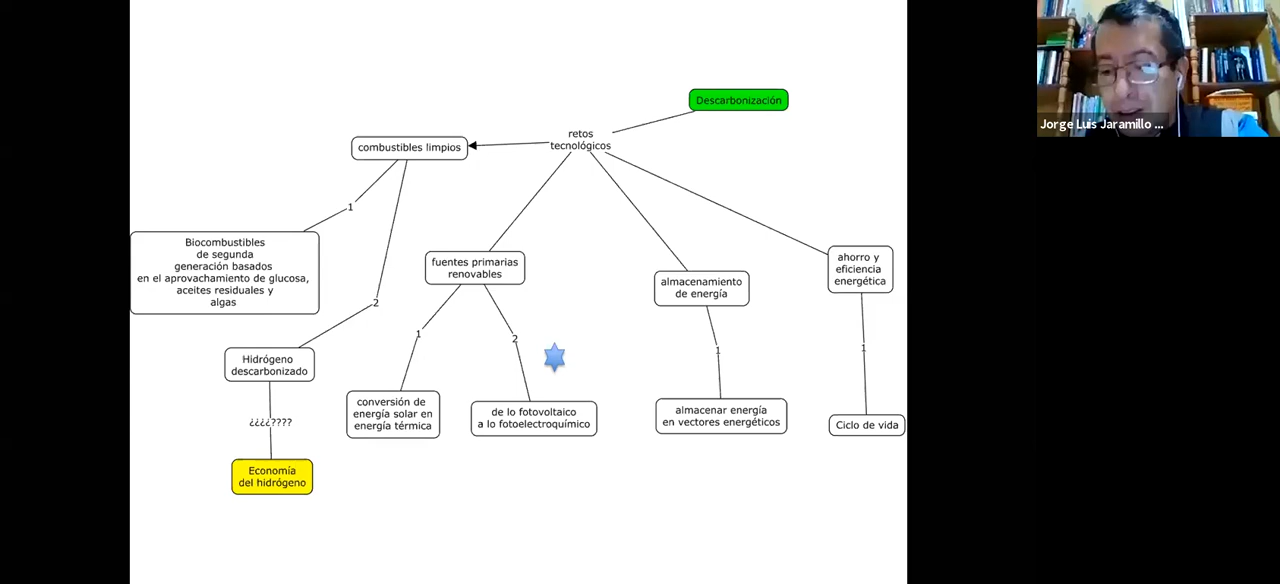 Descarbonización
Jorge Luis Jaramillo ...
retos
tecnológicos
combustibles limpios
1
Biocombustibles
de segunda
generación basados
en el aprovachamiento de glucosa,
aceites residuales y
algas
2
Hidrógeno
descarbonizado
¿¿¿¿????
Economía
del hidrógeno
fuentes primarias
renovables
1
conversión de
energía solar en
energía térmica
2
de lo fotovoltaico
a lo fotoelectroquímico
almacenamiento
de energía
1
almacenar energía
en vectores energéticos
ahorro y
eficiencia
energética
1
Ciclo de vida